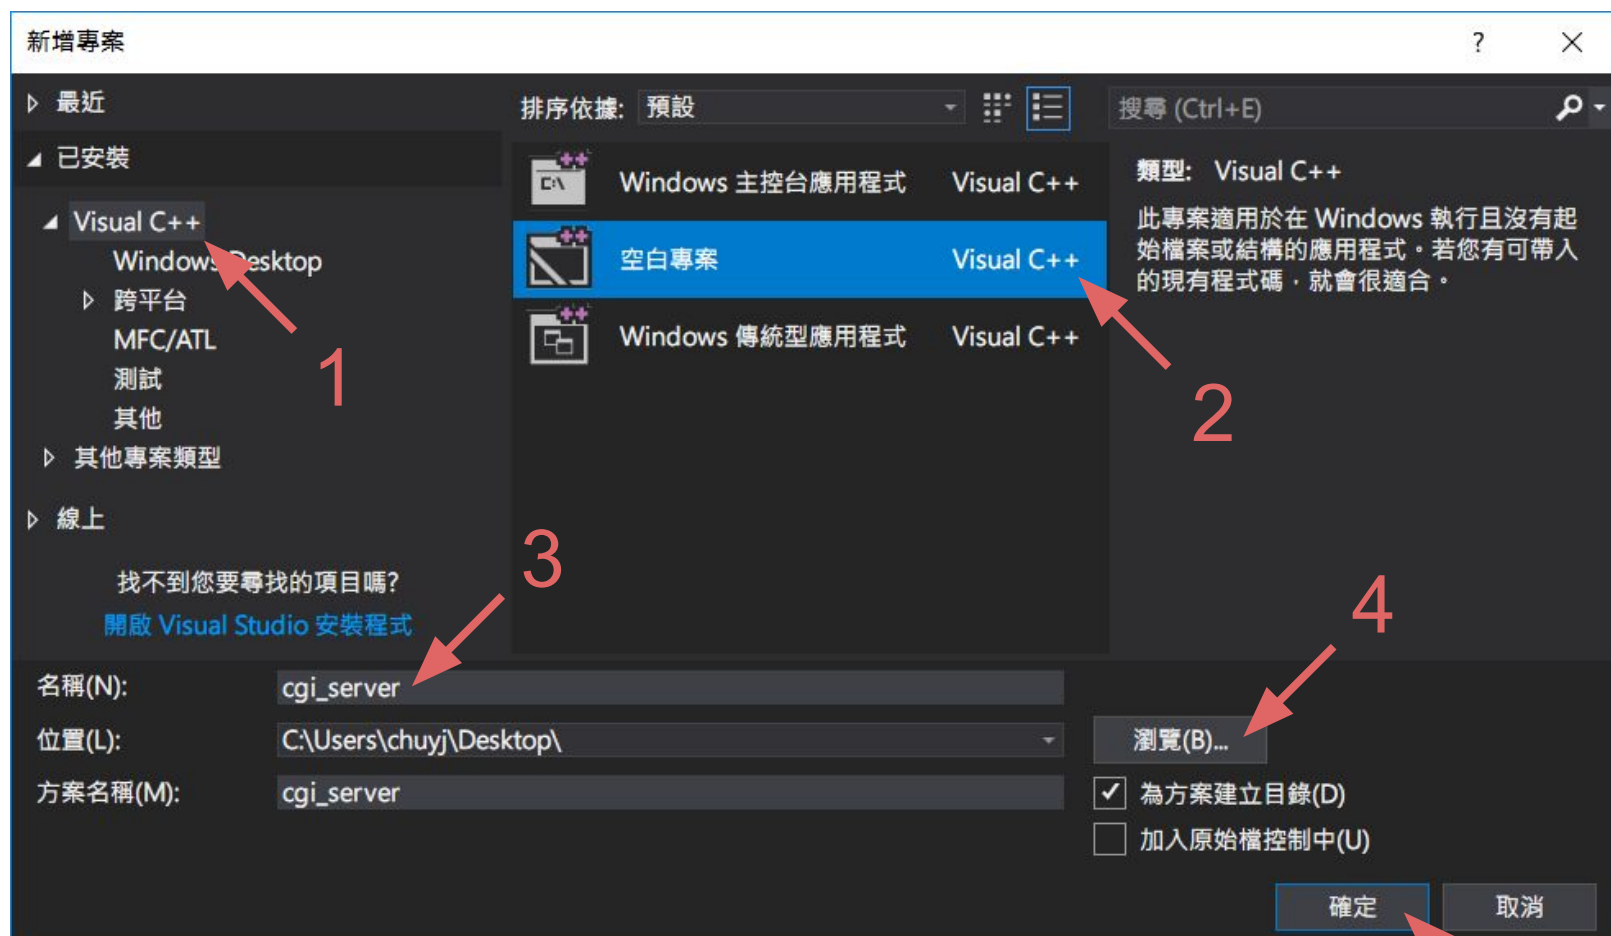 新增專案
?
最近
已安裝
Visual C++
Windows Desktop
跨平台
MFC/ATL
測試
其他
其他專案類型
線上
找不到您要尋找的項目嗎?
開啟 Visual Studio 安裝程式
1
排序依據: 預設
Windows 主控台應用程式 Visual C++
空白專案 Visual C++
Windows 傳統型應用程式 Visual C++
2
搜尋 (Ctrl+E)
類型: Visual C++
此專案適用於在 Windows 執行且沒有起
始檔案或結構的應用程式。若您有可帶入
的現有程式碼，就會很適合。
3
4
名稱(N): cgi_server
位置(L): C:\Users\chuyj\Desktop\
瀏覽(B)...
方案名稱(M): cgi_server
為方案建立目錄(D)
加入原始檔控制中(U)
確定
取消